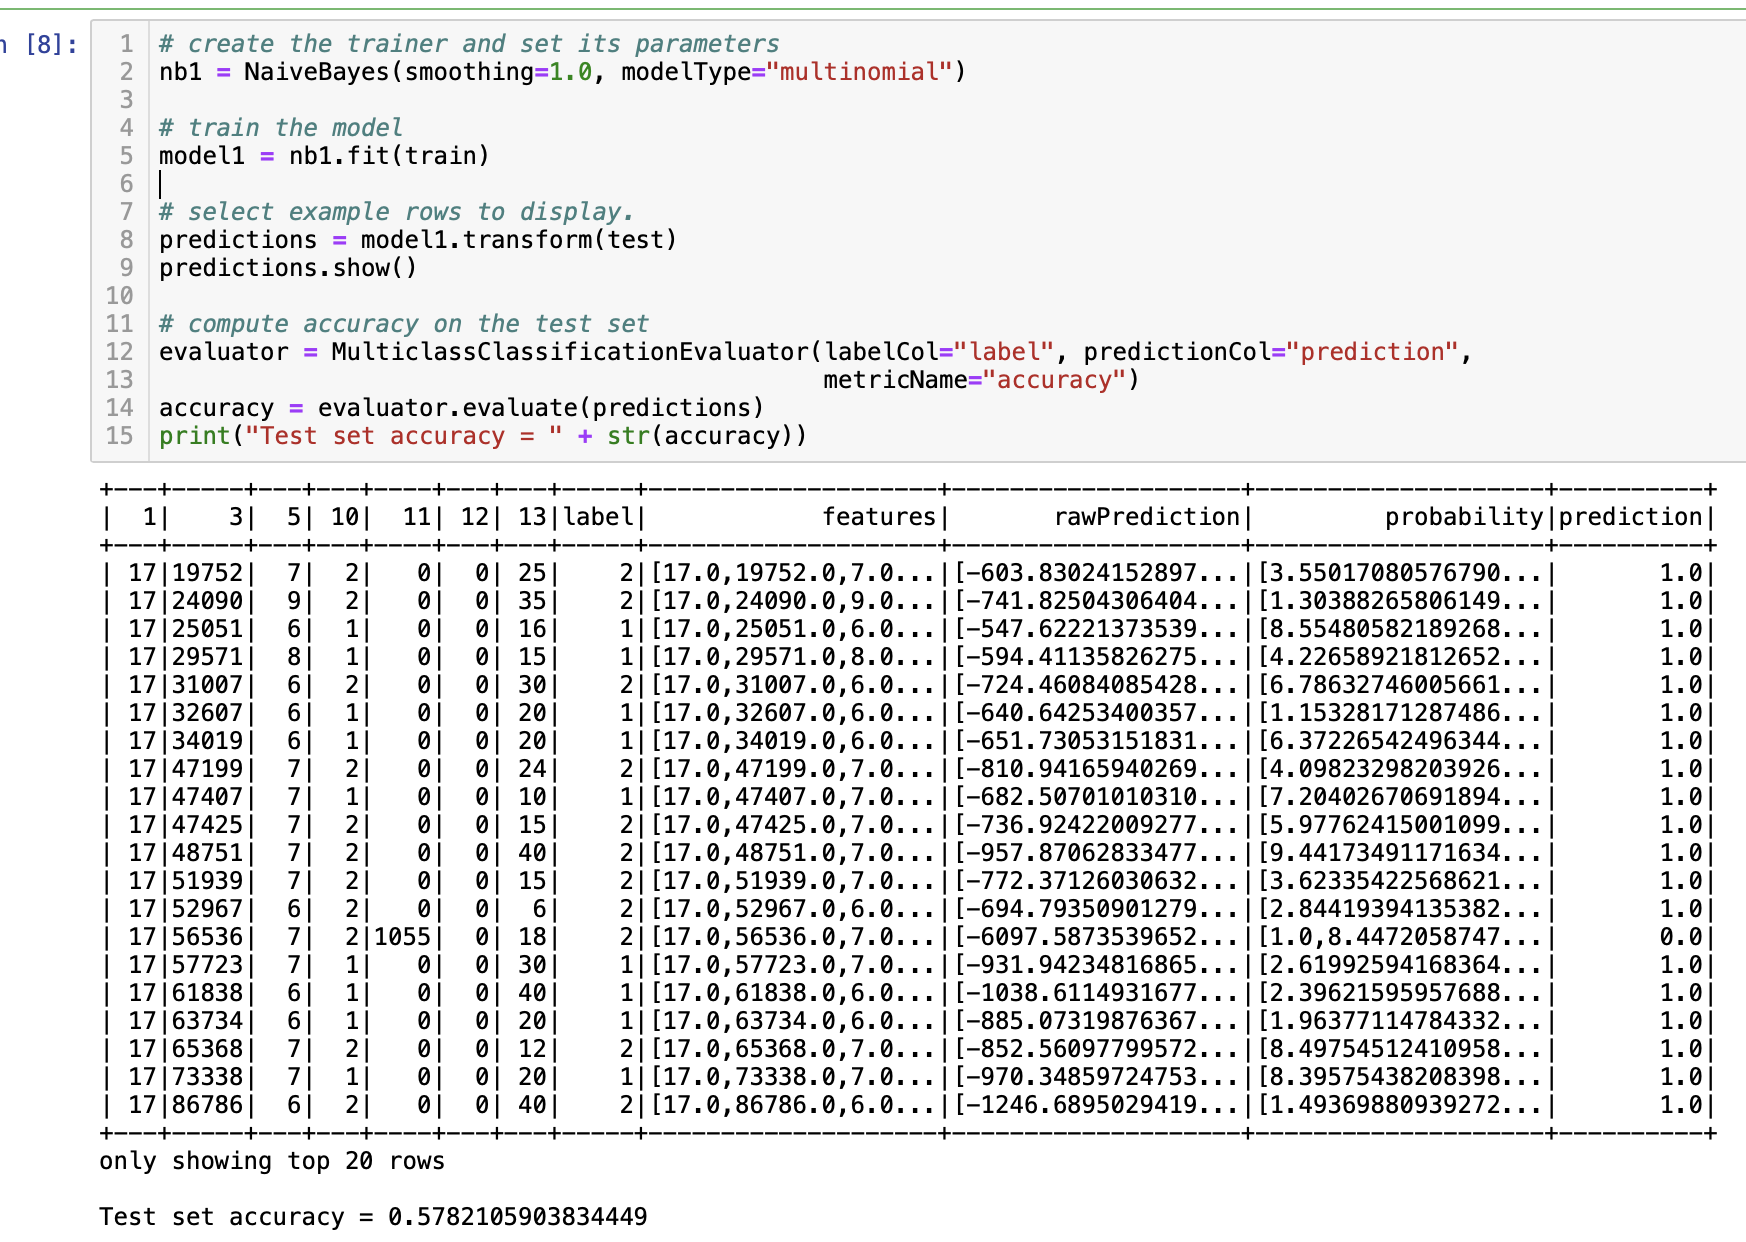 n [8]:
1 # create the trainer and set its parameters
2 nb1 = NaiveBayes(smoothing=1.0, modelType="multinomial")
3
4 # train the model
5 model1 = nb1.fit(train)
6
7 # select example rows to display.
8 predictions = model1.transform(test)
9 predictions.show()
10
11 # compute accuracy on the test set
12 evaluator = MulticlassClassificationEvaluator(labelCol="label", predictionCol="prediction",
13                                               metricName="accuracy")
14 accuracy = evaluator.evaluate(predictions)
15 print("Test set accuracy = " + str(accuracy))
+---+-----+---+---+----+---+---+-----+--------------------+--------------------+--------------------+----------+
|  1|    3|  5| 10|  11| 12| 13|label|            features|       rawPrediction|         probability|prediction|
+---+-----+---+---+----+---+---+-----+--------------------+--------------------+--------------------+----------+
| 17|19752|  7|  2|   0|  0| 25|    2|[17.0,19752.0,7.0...|[-603.83024152897...|[3.55017080576790...|       1.0|
| 17|24090|  9|  2|   0|  0| 35|    2|[17.0,24090.0,9.0...|[-741.82504306404...|[1.30388265806149...|       1.0|
| 17|25051|  6|  1|   0|  0| 16|    1|[17.0,25051.0,6.0...|[-547.62221373539...|[8.55480582189268...|       1.0|
| 17|29571|  8|  1|   0|  0| 15|    1|[17.0,29571.0,8.0...|[-594.41135826275...|[4.22658921812652...|       1.0|
| 17|31007|  6|  2|   0|  0| 30|    2|[17.0,31007.0,6.0...|[-724.46084085428...|[6.78632746005661...|       1.0|
| 17|32607|  6|  1|   0|  0| 20|    1|[17.0,32607.0,6.0...|[-640.64253400357...|[1.15328171287486...|       1.0|
| 17|34019|  6|  1|   0|  0| 20|    1|[17.0,34019.0,6.0...|[-651.73053151831...|[6.37226542496344...|       1.0|
| 17|47199|  7|  2|   0|  0| 24|    2|[17.0,47199.0,7.0...|[-810.94165940269...|[4.09823298203926...|       1.0|
| 17|47407|  7|  1|   0|  0| 10|    1|[17.0,47407.0,7.0...|[-682.50701010310...|[7.20402670691894...|       1.0|
| 17|47425|  7|  2|   0|  0| 15|    2|[17.0,47425.0,7.0...|[-736.92422009277...|[5.97762415001099...|       1.0|
| 17|48751|  7|  2|   0|  0| 40|    2|[17.0,48751.0,7.0...|[-957.87062833477...|[9.44173491171634...|       1.0|
| 17|51939|  7|  2|   0|  0| 15|    2|[17.0,51939.0,7.0...|[-772.37126030632...|[3.62335422568621...|       1.0|
| 17|52967|  6|  2|   0|  0|  6|    2|[17.0,52967.0,6.0...|[-694.79350901279...|[2.84419394135382...|       1.0|
| 17|56536|  7|  2|1055|  0| 18|    2|[17.0,56536.0,7.0...|[-6097.5873539652...|[1.0,8.4472058747...|       0.0|
| 17|57723|  7|  1|   0|  0| 30|    1|[17.0,57723.0,7.0...|[-931.94234816865...|[2.61992594168364...|       1.0|
| 17|61838|  6|  1|   0|  0| 40|    1|[17.0,61838.0,6.0...|[-1038.6114931677...|[2.39621595957688...|       1.0|
| 17|63734|  6|  1|   0|  0| 20|    1|[17.0,63734.0,6.0...|[-885.07319876367...|[1.96377114784332...|       1.0|
| 17|65368|  7|  2|   0|  0| 12|    2|[17.0,65368.0,7.0...|[-852.56097799572...|[8.49754512410958...|       1.0|
| 17|73338|  7|  1|   0|  0| 20|    1|[17.0,73338.0,7.0...|[-970.34859724753...|[8.39575438208398...|       1.0|
| 17|86786|  6|  2|   0|  0| 40|    2|[17.0,86786.0,6.0...|[-1246.6895029419...|[1.49369880939272...|       1.0|
+---+-----+---+---+----+---+---+-----+--------------------+--------------------+--------------------+----------+
only showing top 20 rows
Test set accuracy = 0.5782105903834449